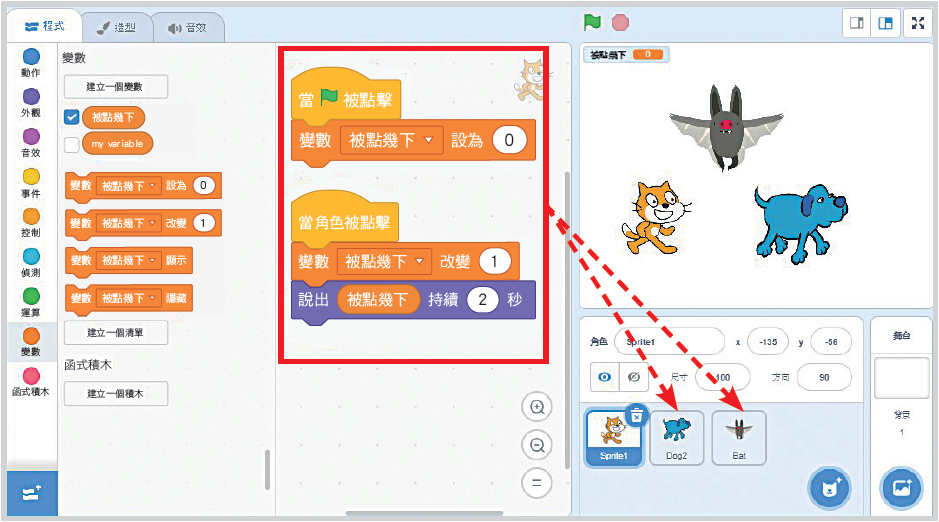 程式
造型
音效
動作
外觀
音效
事件
控制
偵測
運算
變數
函式積木
變數
建立一個變數
被點幾下
my variable
變數 被點幾下 設為 0
變數 被點幾下 改變 1
變數 被點幾下 顯示
變數 被點幾下 隱藏
建立一個清單
函式積木
建立一個積木
當 被點擊
變數 被點幾下 設為 0
當角色被點擊
變數 被點幾下 改變 1
說出 被點幾下 持續 2 秒
被點幾下 0
角色 Sprite1 x -135 y -56
尺寸 100 方向 90
Sprite1
Dog2
Bat
舞台
背景
1